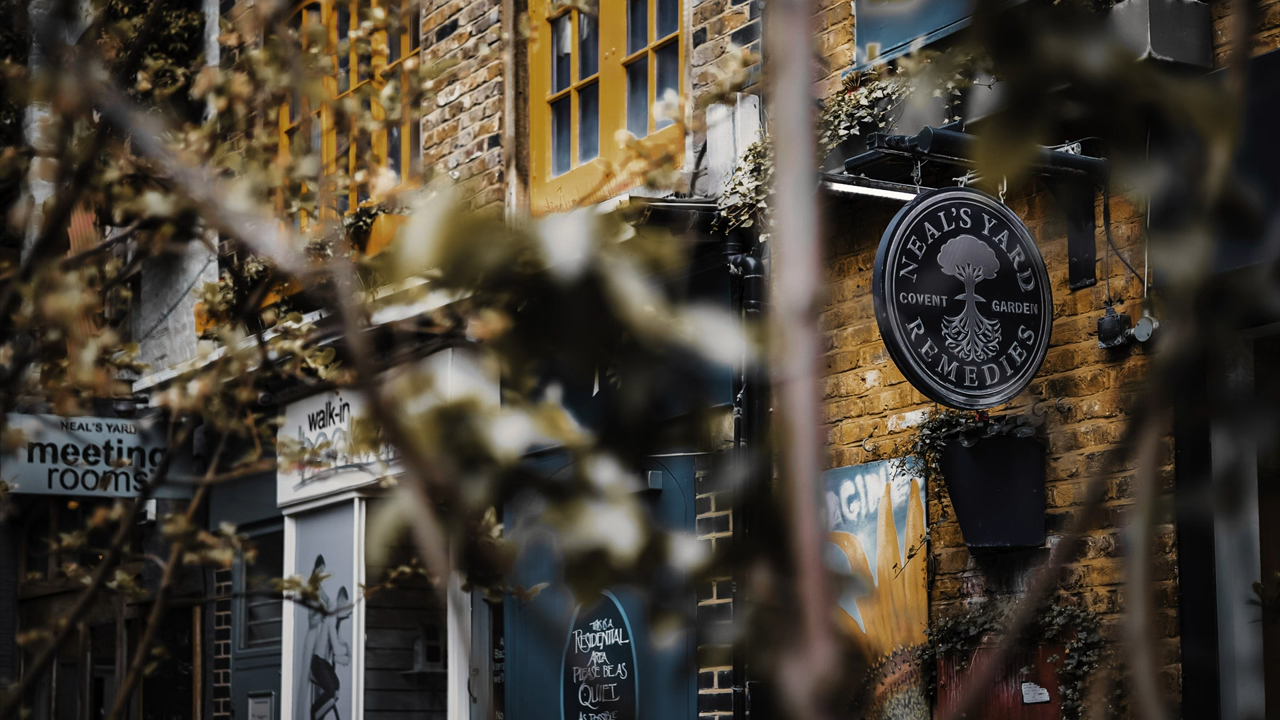 NEAL'S YARD
meeting
rooms
walk-in
NEAL'S YARD
COVENT GARDEN
REMEDIES
THIS IS A
RESIDENTIAL
AREA
PLEASE BE AS
QUIET
AS POSSIBLE